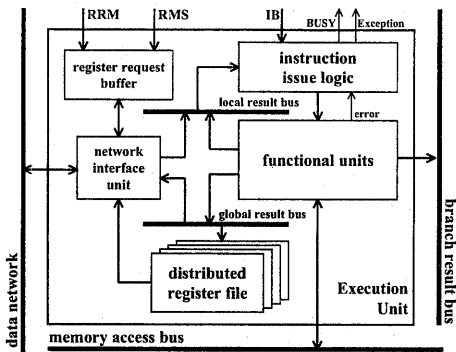 RRM RMS IB BUSY Exception
register request
buffer
instruction
issue logic
local result bus
error
network
interface
unit
functional units
global result bus
distributed
register file
Execution
Unit
data network
branch result bus
memory access bus